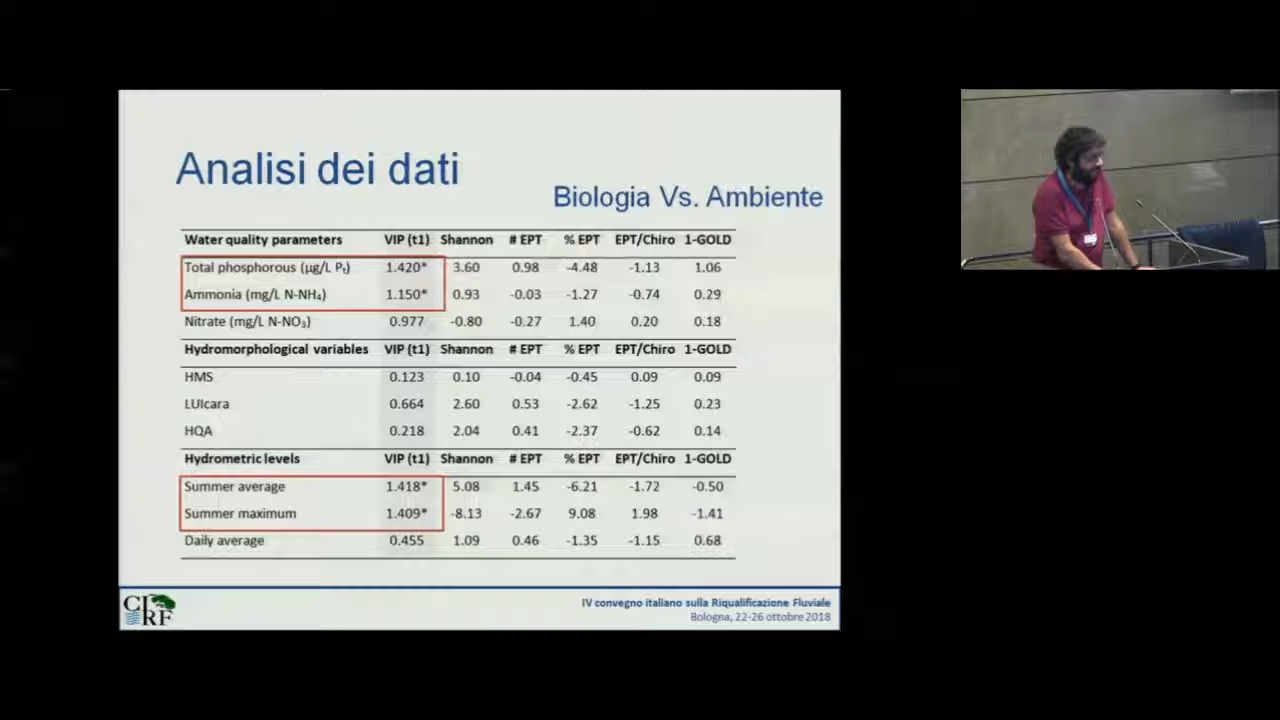 Analisi dei dati
Biologia Vs. Ambiente
Water quality parameters VIP (t1) Shannon # EPT % EPT EPT/Chiro 1-GOLD
Total phosphorous (µg/L Pt) 1.420* 3.60 0.98 -4.48 -1.13 1.06
Ammonia (mg/L N-NH4) 1.150* 0.93 -0.03 -1.27 -0.74 0.29
Nitrate (mg/L N-NO3) 0.977 -0.80 -0.27 1.40 0.20 0.18
Hydromorphological variables VIP (t1) Shannon # EPT % EPT EPT/Chiro 1-GOLD
HMS 0.123 0.10 -0.04 -0.45 0.09 0.09
LUIcara 0.664 2.60 0.53 -2.62 -1.25 0.23
HQA 0.218 2.04 0.41 -2.37 -0.62 0.14
Hydrometric levels VIP (t1) Shannon # EPT % EPT EPT/Chiro 1-GOLD
Summer average 1.418* 5.08 1.45 -6.21 -1.72 -0.50
Summer maximum 1.409* -8.13 -2.67 9.08 1.98 -1.41
Daily average 0.455 1.09 0.46 -1.35 -1.15 0.68
CIRF
IV convegno italiano sulla Riqualificazione Fluviale
Bologna, 22-26 ottobre 2018